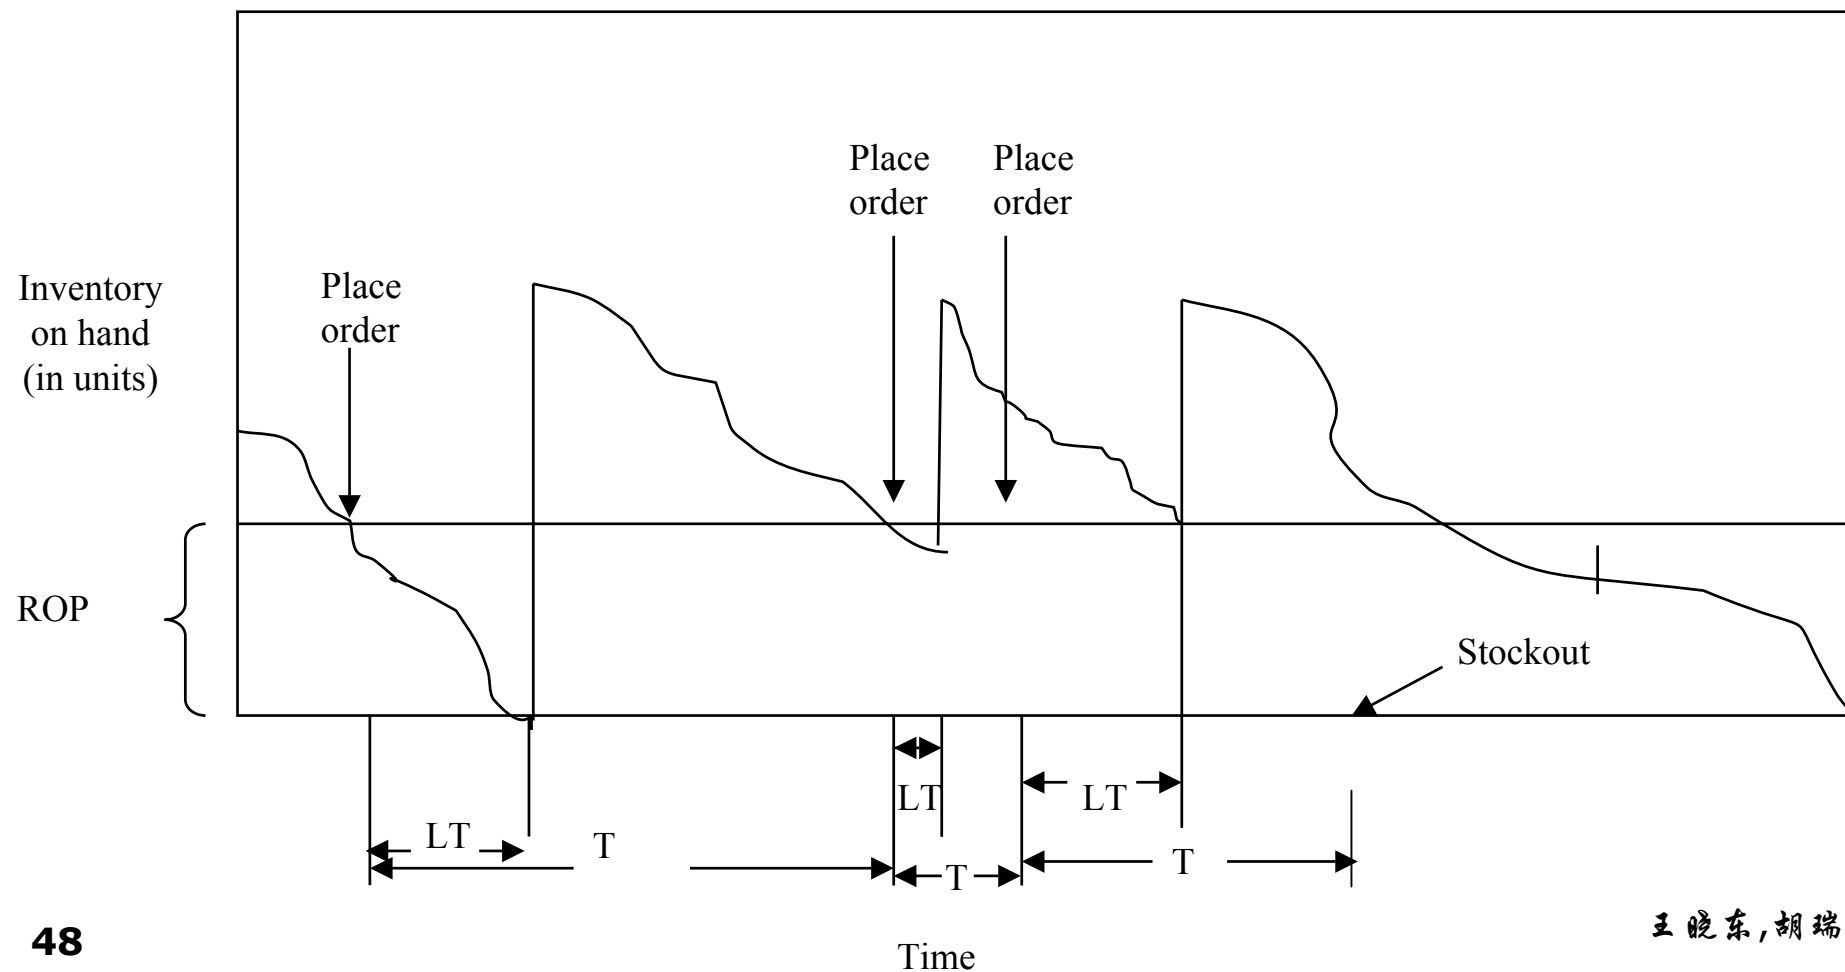 Place
order
Place
order
Inventory
on hand
(in units)
Place
order
ROP
Stockout
LT
LT
LT
T
T
T
48
Time
王晓东,胡瑞